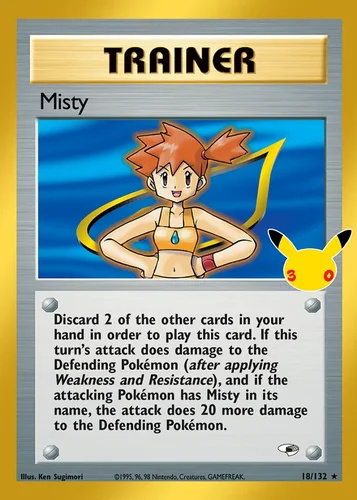 TRAINER
Misty
30
Discard 2 of the other cards in your
hand in order to play this card. If this
turn's attack does damage to the
Defending Pokémon (after applying
Weakness and Resistance), and if the
attacking Pokémon has Misty in its
name, the attack does 20 more damage
to the Defending Pokémon.
Illus. Ken Sugimori
©1995, 96, 98 Nintendo, Creatures, GAMEFREAK.
18/132 ★